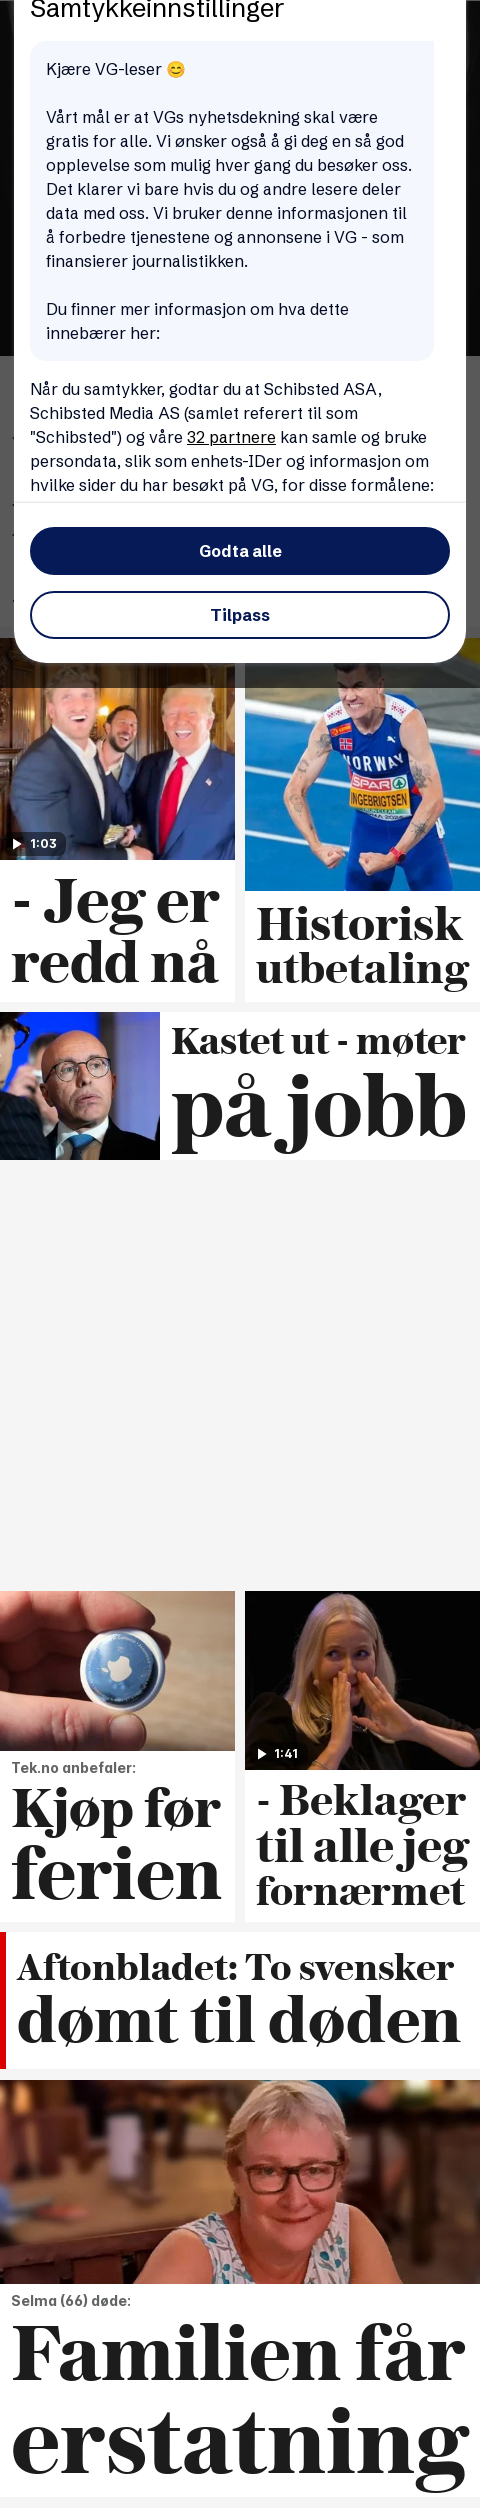 Samtykkeinnstillinger
Kjære VG-leser 😊
Vårt mål er at VGs nyhetsdekning skal være
gratis for alle. Vi ønsker også å gi deg en så god
opplevelse som mulig hver gang du besøker oss.
Det klarer vi bare hvis du og andre lesere deler
data med oss. Vi bruker denne informasjonen til
å forbedre tjenestene og annonsene i VG - som
finansierer journalistikken.
Du finner mer informasjon om hva dette
innebærer her:
Når du samtykker, godtar du at Schibsted ASA,
Schibsted Media AS (samlet referert til som
"Schibsted") og våre 32 partnere kan samle og bruke
persondata, slik som enhets-IDer og informasjon om
hvilke sider du har besøkt på VG, for disse formålene:
Godta alle
Tilpass
NORWAY
SPAR
INGEBRIGTSEN
1:03
- Jeg er
redd nå
Historisk
utbetaling
Kastet ut - møter
på jobb
1:41
Tek.no anbefaler:
Kjøp før
ferien
- Beklager
til alle jeg
fornærmet
Aftonbladet: To svensker
dømt til døden
Selma (66) døde:
Familien får
erstatning